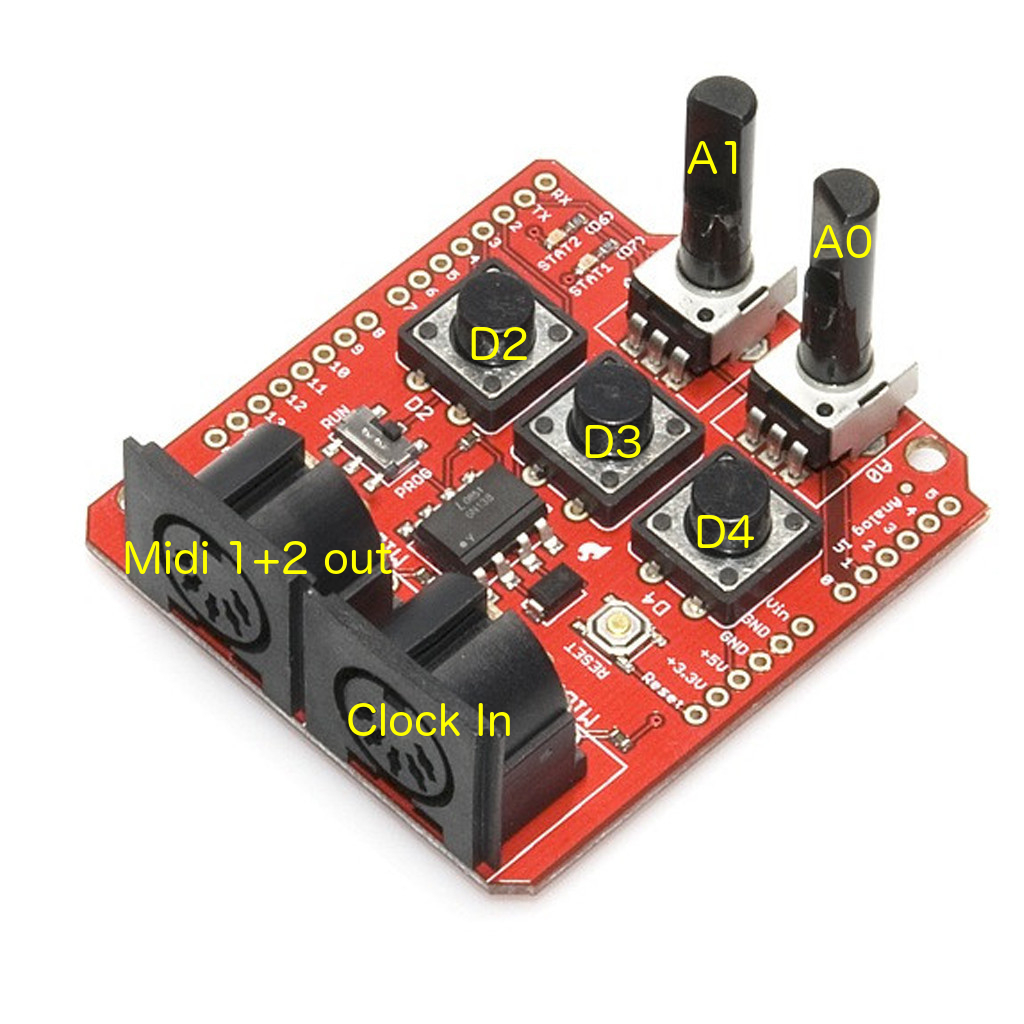 A1
A0
RX
TX
2
3
4
5
6
7
8
9
10
11
12
13
STAT2 (D6)
STAT1 (D7)
D2
D3
D4
D2
RUN
PROG
A0
Analog In
5
4
3
2
1
0
D4
Vin
GND
GND
+5V
+3.3V
Reset
RESET
Midi 1+2 out
Clock In